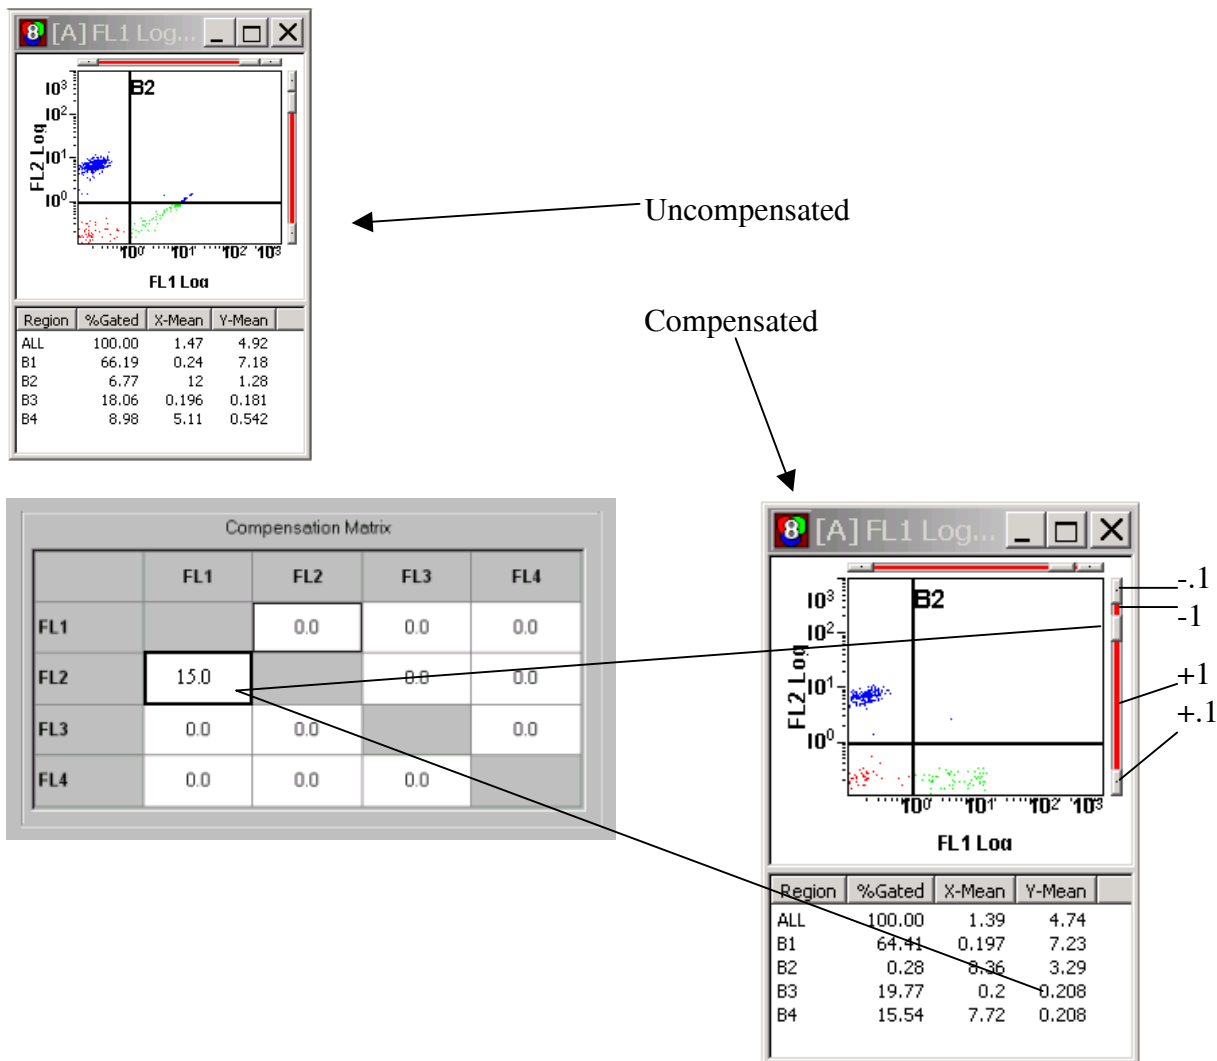 8 [A] FL1 Log...
B2
10³
10²
10¹
10⁰
FL2 Log
10⁰ 10¹ 10² 10³
FL1 Log
Region %Gated X-Mean Y-Mean
ALL 100.00 1.47 4.92
B1 66.19 0.24 7.18
B2 6.77 12 1.28
B3 18.06 0.196 0.181
B4 8.98 5.11 0.542
Uncompensated
Compensated
Compensation Matrix
FL1 FL2 FL3 FL4
FL1 0.0 0.0 0.0
FL2 15.0 0.0 0.0
FL3 0.0 0.0 0.0
FL4 0.0 0.0 0.0
8 [A] FL1 Log...
B2
10³
10²
10¹
10⁰
FL2 Log
10⁰ 10¹ 10² 10³
FL1 Log
-.1
-1
+1
+.1
Region %Gated X-Mean Y-Mean
ALL 100.00 1.39 4.74
B1 64.41 0.197 7.23
B2 0.28 8.36 3.29
B3 19.77 0.2 0.208
B4 15.54 7.72 0.208